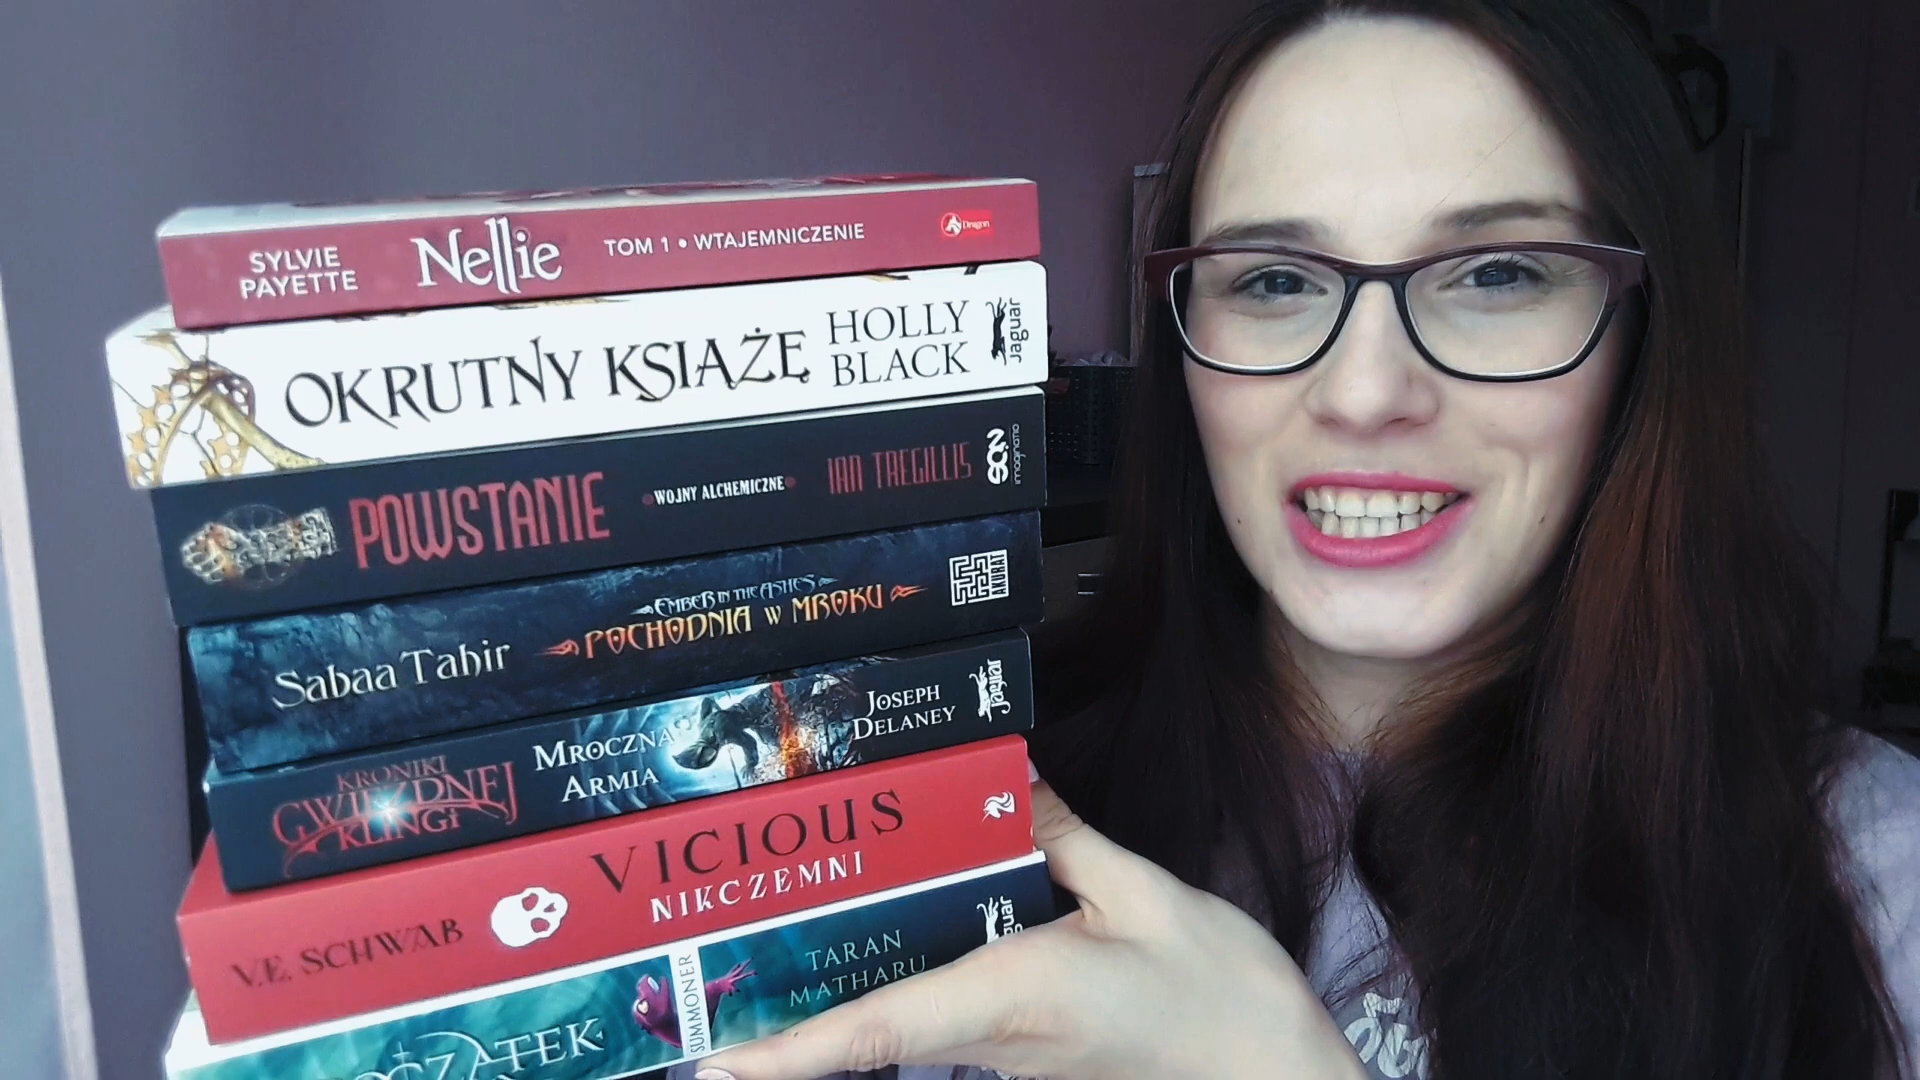 SYLVIE
PAYETTE
Nellie
TOM 1 • WTAJEMNICZENIE
Dragon
OKRUTNY KSIĄŻĘ
HOLLY
BLACK
Jaguar
POWSTANIE
•WOJNY ALCHEMICZNE•
IAN TREGILLIS
SQN
imaginatio
Sabaa Tahir
EMBER IN THE ASHES
POCHODNIA W MROKU
AKURAT
KRONIKI
GWIEZDNEJ
KLINGI
MROCZNA
ARMIA
JOSEPH
DELANEY
Jaguar
V.E. SCHWAB
VICIOUS
NIKCZEMNI
SUMMONER
TARAN
MATHARU